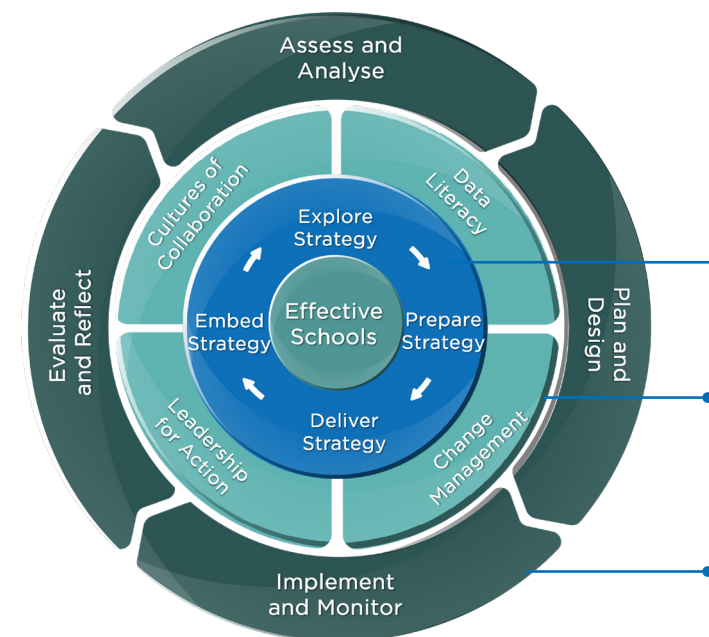 Assess and
Analyse
Cultures of
Collaboration
Data
Literacy
Explore
Strategy
Evaluate
and Reflect
Embed
Strategy
Effective
Schools
Prepare
Strategy
Plan and
Design
Deliver
Strategy
Leadership
for Action
Change
Management
Implement
and Monitor